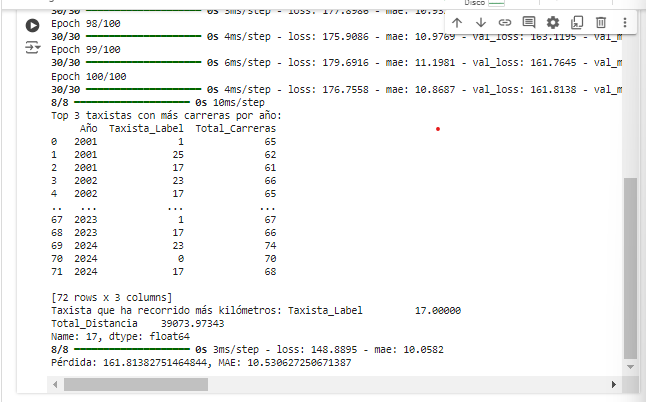 Disco
30/30 ━━━━━━━━━━━━━━━━━━━━ 0s 3ms/step - loss: 177.8986 - mae: 10.93
Epoch 98/100
30/30 ━━━━━━━━━━━━━━━━━━━━ 0s 4ms/step - loss: 175.9086 - mae: 10.9769 - val_loss: 163.1195 - val_m
Epoch 99/100
30/30 ━━━━━━━━━━━━━━━━━━━━ 0s 6ms/step - loss: 179.6916 - mae: 11.1981 - val_loss: 161.7645 - val_m
Epoch 100/100
30/30 ━━━━━━━━━━━━━━━━━━━━ 0s 4ms/step - loss: 176.7558 - mae: 10.8687 - val_loss: 161.8138 - val_m
8/8 ━━━━━━━━━━━━━━━━━━━━ 0s 10ms/step
Top 3 taxistas con más carreras por año:
Año Taxista_Label Total_Carreras
0 2001 1 65
1 2001 25 62
2 2001 17 61
3 2002 23 66
4 2002 17 65
.. ... ... ...
67 2023 1 67
68 2023 17 66
69 2024 23 74
70 2024 0 70
71 2024 17 68
[72 rows x 3 columns]
Taxista que ha recorrido más kilómetros: Taxista_Label 17.00000
Total_Distancia 39073.97343
Name: 17, dtype: float64
8/8 ━━━━━━━━━━━━━━━━━━━━ 0s 3ms/step - loss: 148.8895 - mae: 10.0582
Pérdida: 161.81382751464844, MAE: 10.530627250671387